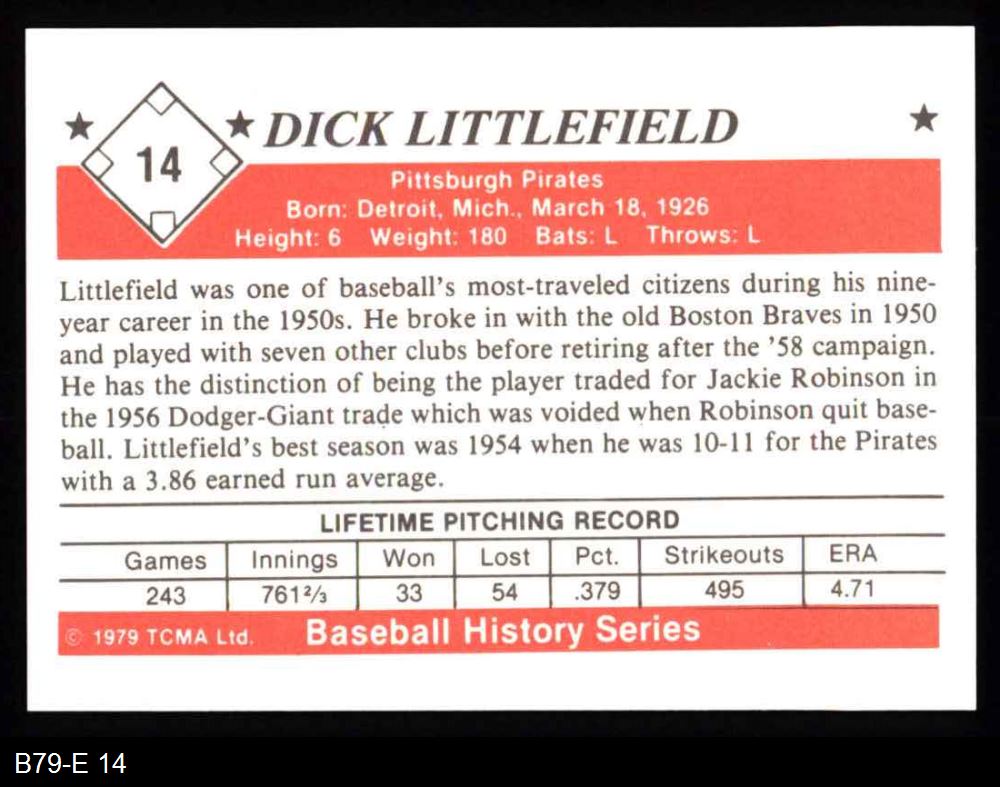 14
DICK LITTLEFIELD
Pittsburgh Pirates
Born: Detroit, Mich., March 18, 1926
Height: 6 Weight: 180 Bats: L Throws: L
Littlefield was one of baseball's most-traveled citizens during his nine-
year career in the 1950s. He broke in with the old Boston Braves in 1950
and played with seven other clubs before retiring after the '58 campaign.
He has the distinction of being the player traded for Jackie Robinson in
the 1956 Dodger-Giant trade which was voided when Robinson quit base-
ball. Littlefield's best season was 1954 when he was 10-11 for the Pirates
with a 3.86 earned run average.
LIFETIME PITCHING RECORD
Games Innings Won Lost Pct. Strikeouts ERA
243 761⅔ 33 54 .379 495 4.71
© 1979 TCMA Ltd. Baseball History Series
B79-E 14